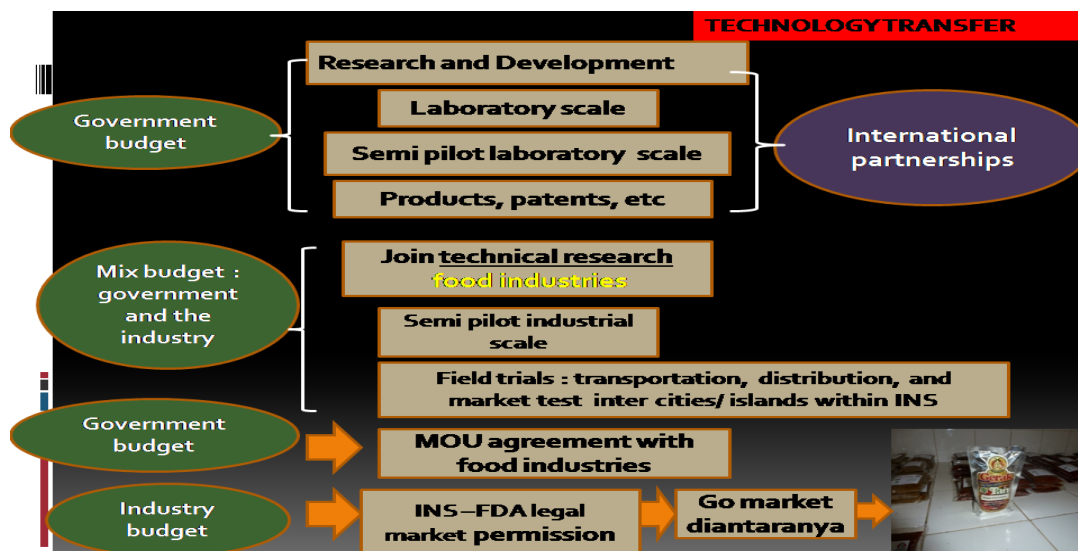 TECHNOLOGY TRANSFER
Research and Development
Government
budget
Laboratory scale
Semi pilot laboratory scale
Products, patents, etc
International
partnerships
Mix budget :
government
and the
industry
Join technical research
food industries
Semi pilot industrial
scale
Field trials : transportation, distribution, and
market test inter cities/ islands within INS
Government
budget
MOU agreement with
food industries
Industry
budget
INS-FDA legal
market permission
Go market
diantaranya